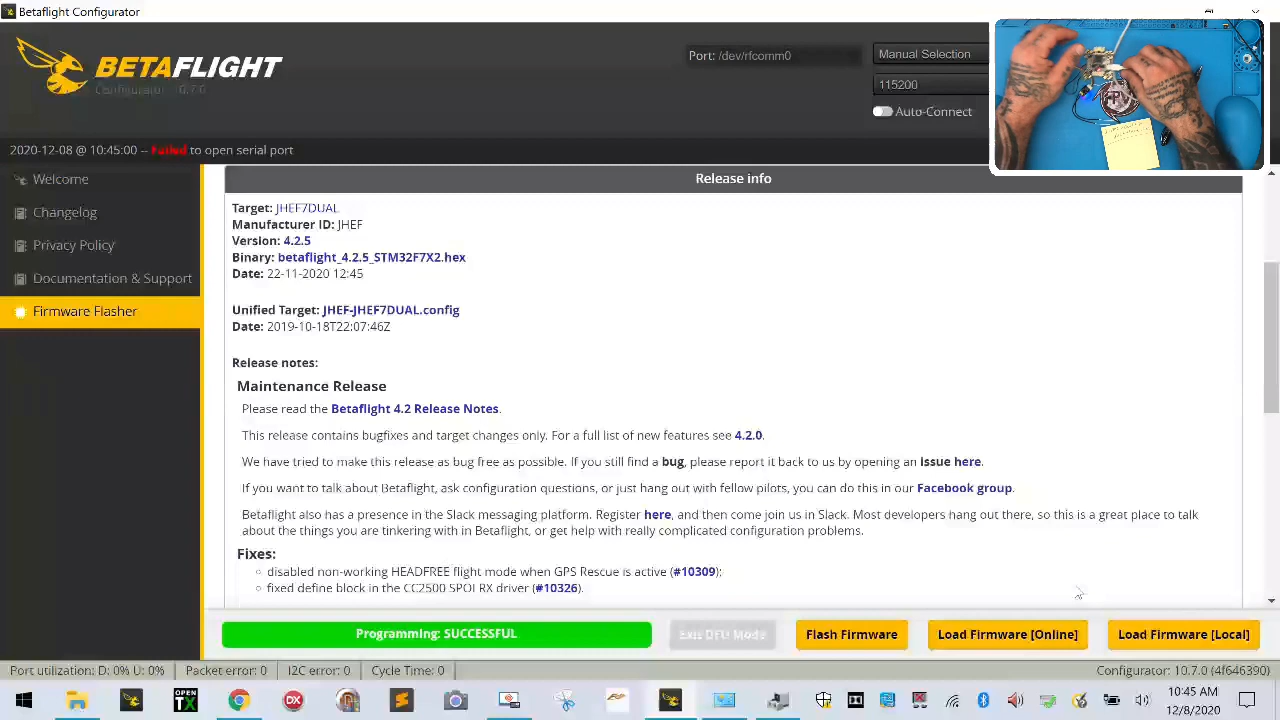 Betaflight Configurator
BETAFLIGHT
Configurator 10.7.0
Port: /dev/rfcomm0
Manual Selection
115200
Auto-Connect
2020-12-08 @ 10:45:00 -- Failed to open serial port
Welcome
Changelog
Privacy Policy
Documentation & Support
Firmware Flasher
Release info
Target: JHEF7DUAL
Manufacturer ID: JHEF
Version: 4.2.5
Binary: betaflight_4.2.5_STM32F7X2.hex
Date: 22-11-2020 12:45
Unified Target: JHEF-JHEF7DUAL.config
Date: 2019-10-18T22:07:46Z
Release notes:
Maintenance Release
Please read the Betaflight 4.2 Release Notes.
This release contains bugfixes and target changes only. For a full list of new features see 4.2.0.
We have tried to make this release as bug free as possible. If you still find a bug, please report it back to us by opening an issue here.
If you want to talk about Betaflight, ask configuration questions, or just hang out with fellow pilots, you can do this in our Facebook group.
Betaflight also has a presence in the Slack messaging platform. Register here, and then come join us in Slack. Most developers hang out there, so this is a great place to talk
about the things you are tinkering with in Betaflight, or get help with really complicated configuration problems.
Fixes:
disabled non-working HEADFREE flight mode when GPS Rescue is active (#10309);
fixed define block in the CC2500 SPOI RX driver (#10326).
Programming: SUCCESSFUL
Exit DFU Mode
Flash Firmware
Load Firmware [Online]
Load Firmware [Local]
Port utilization: D: 0% U: 0%
Packet error: 0
I2C error: 0
Cycle Time: 0
Configurator: 10.7.0 (4f646390)
OPEN
TX
DX
10:45 AM
12/8/2020